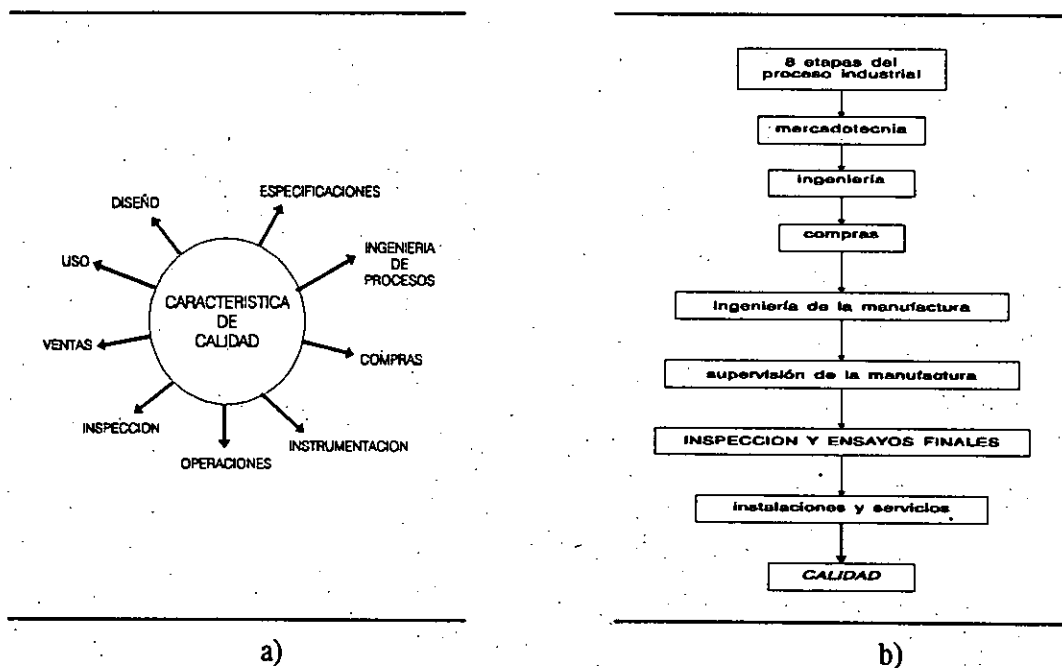 ESPECIFICACIONES
DISEÑO
INGENIERIA
DE
PROCESOS
USO
CARACTERISTICA
DE
CALIDAD
VENTAS
COMPRAS
INSPECCION
INSTRUMENTACION
OPERACIONES
a)
8 etapas del
proceso industrial
mercadotecnia
ingeniería
compras
ingeniería de la manufactura
supervisión de la manufactura
INSPECCION Y ENSAYOS FINALES
instalaciones y servicios
CALIDAD
b)